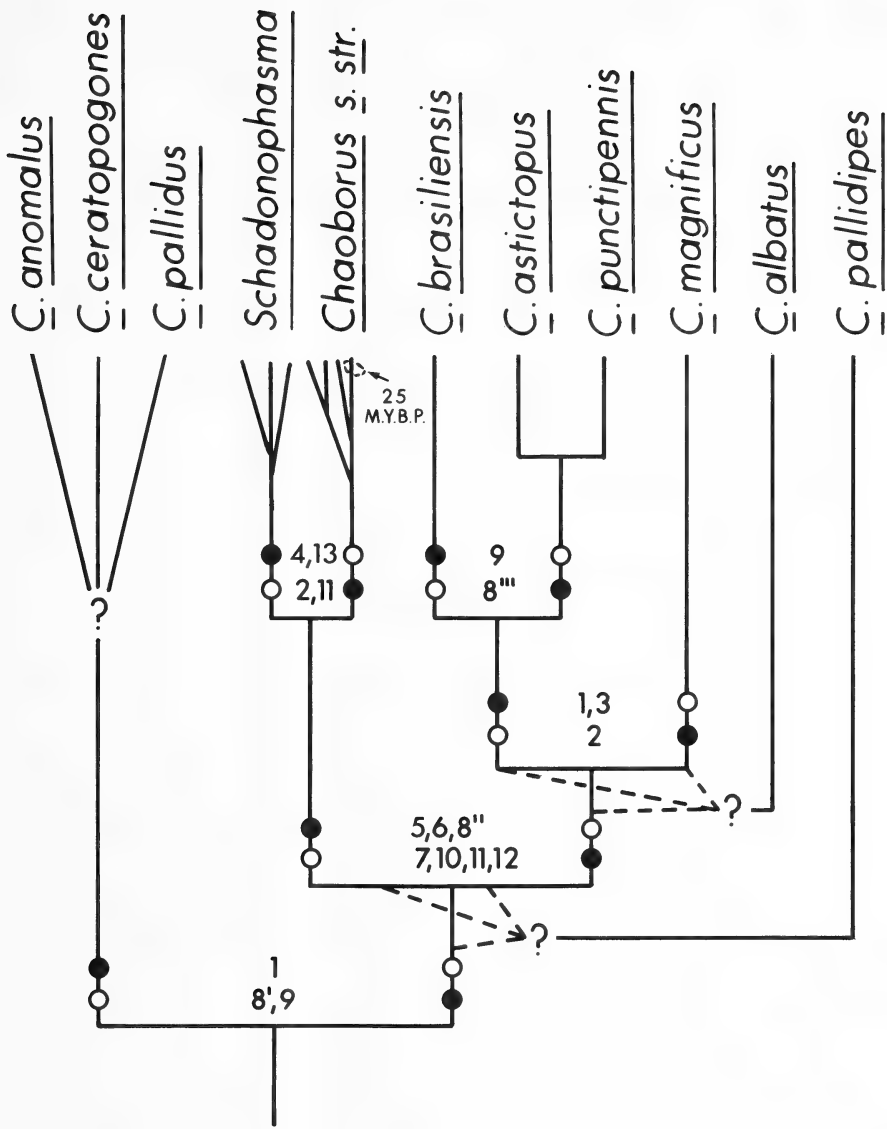 C. anomalus
C. ceratopogones
C. pallidus
Schadonophasma
Chaoborus s. str.
C. brasiliensis
C. astictopus
C. punctipennis
C. magnificus
C. albatus
C. pallidipes
25
M.Y.B.P.
?
4,13
2,11
9
8'''
1,3
2
?
5,6,8''
7,10,11,12
?
1
8',9